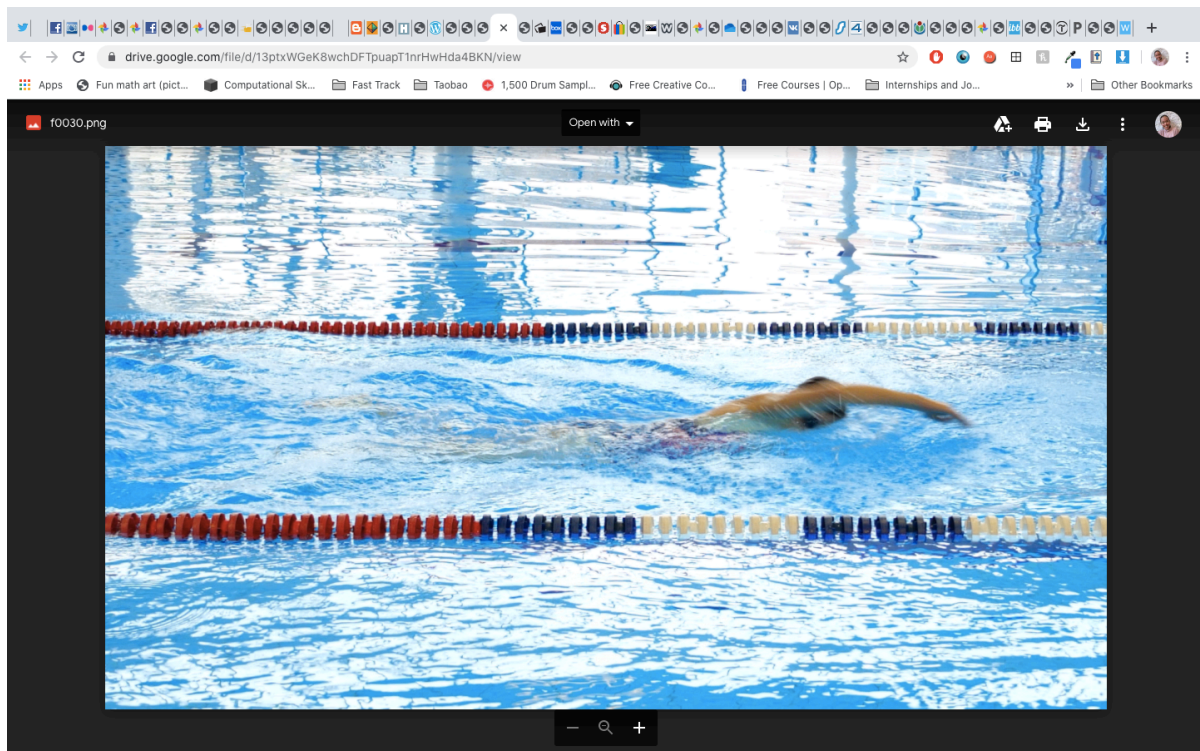 drive.google.com/file/d/13ptxWGeK8wchDFTpuapT1nrHwHda4BKN/view
Apps Fun math art (pict... Computational Sk... Fast Track Taobao 1,500 Drum Sampl... Free Creative Co... Free Courses | Op... Internships and Jo... » Other Bookmarks
f0030.png Open with